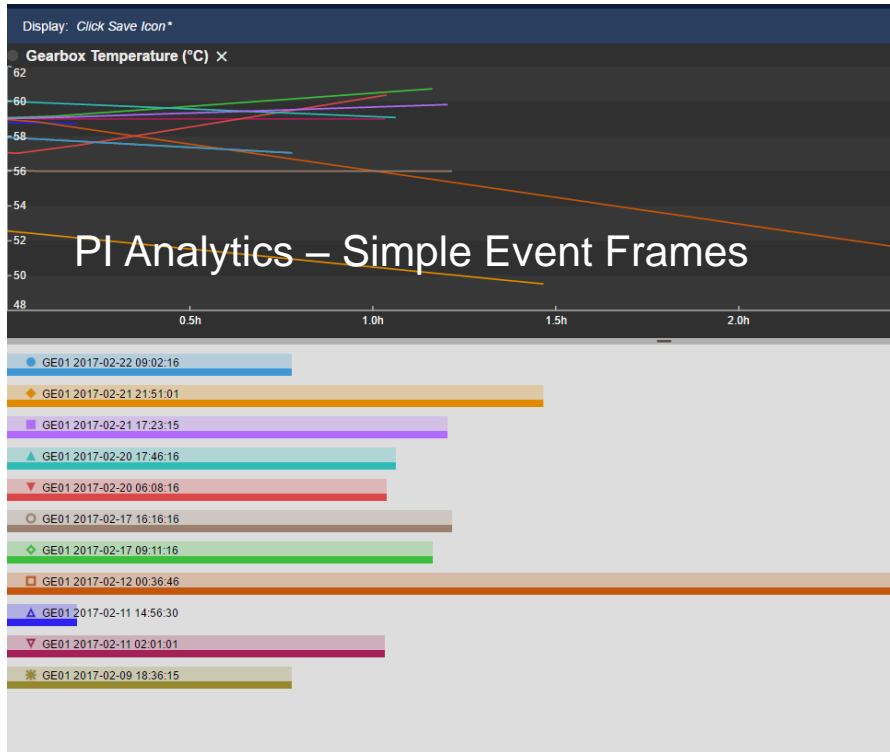 Display: Click Save Icon*
Gearbox Temperature (°C) ×
62
60
58
56
54
52
PI Analytics – Simple Event Frames
50
48
0.5h 1.0h 1.5h 2.0h
GE01 2017-02-22 09:02:16
GE01 2017-02-21 21:51:01
GE01 2017-02-21 17:23:15
GE01 2017-02-20 17:46:16
GE01 2017-02-20 06:08:16
GE01 2017-02-17 16:16:16
GE01 2017-02-17 09:11:16
GE01 2017-02-12 00:36:46
GE01 2017-02-11 14:56:30
GE01 2017-02-11 02:01:01
GE01 2017-02-09 18:36:15